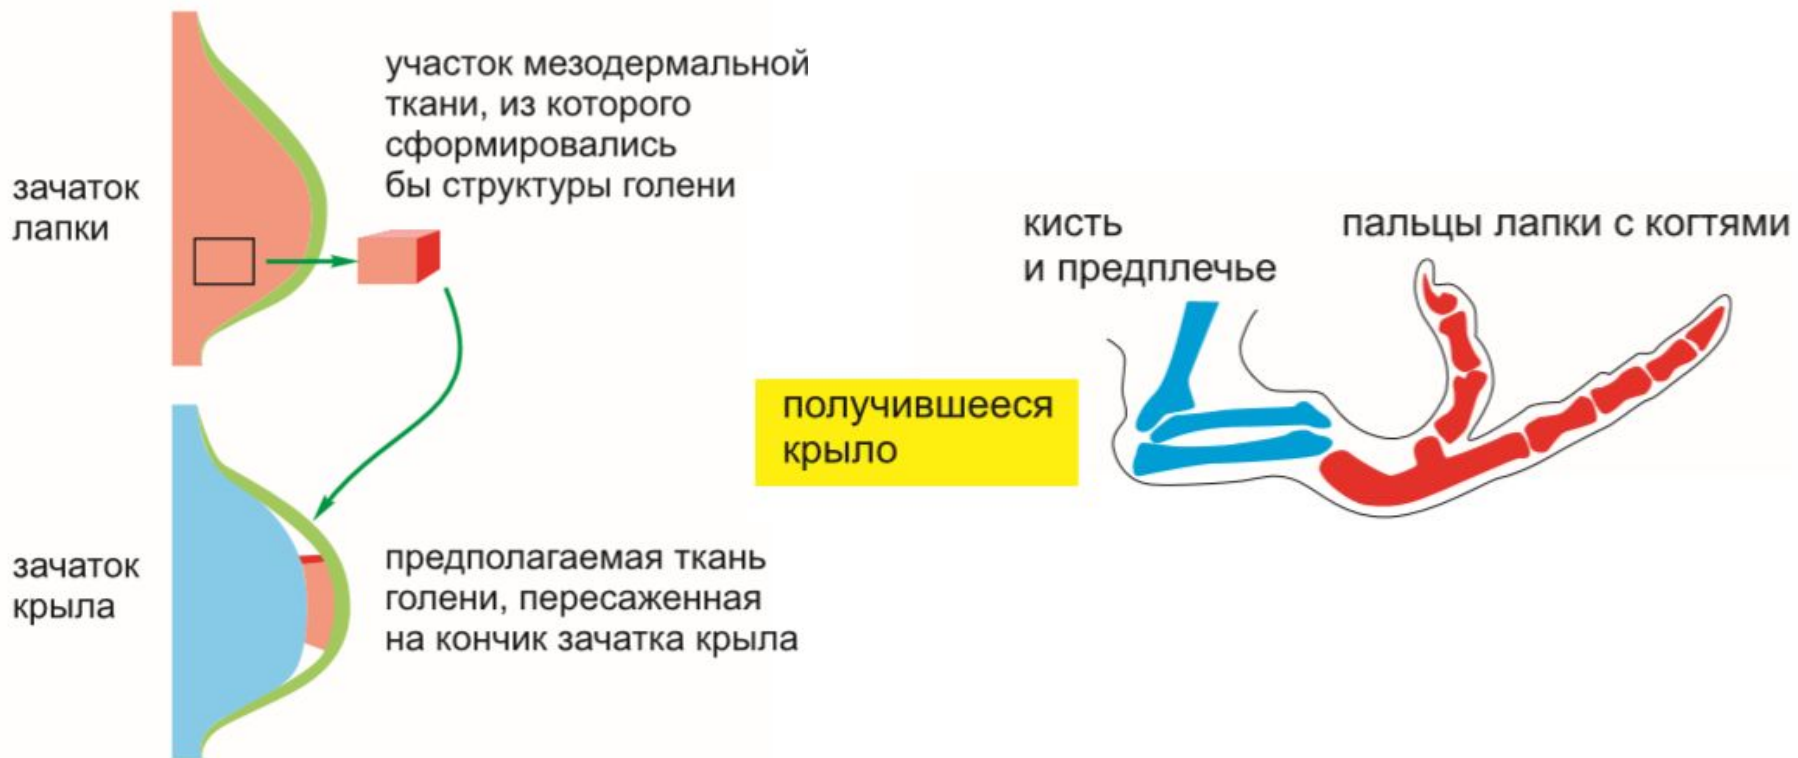 участок мезодермальной
ткани, из которого
сформировались
бы структуры голени
зачаток
лапки
кисть
и предплечье
пальцы лапки с когтями
получившееся
крыло
зачаток
крыла
предполагаемая ткань
голени, пересаженная
на кончик зачатка крыла